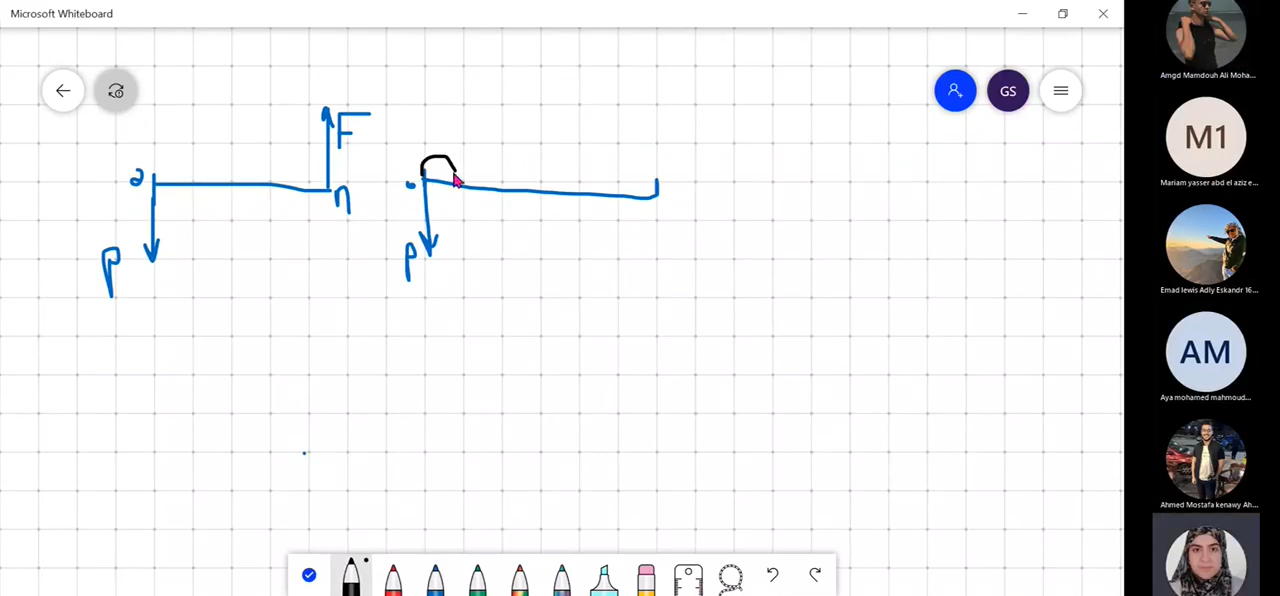 Microsoft Whiteboard
GS
F
n
P
P
Amgd Mamdouh Ali Moha...
M1
Mariam yasser abd el aziz e...
Emad lewis Adly Eskandr 16...
AM
Aya mohamed mahmoud...
Ahmed Mostafa kenawy Ah...